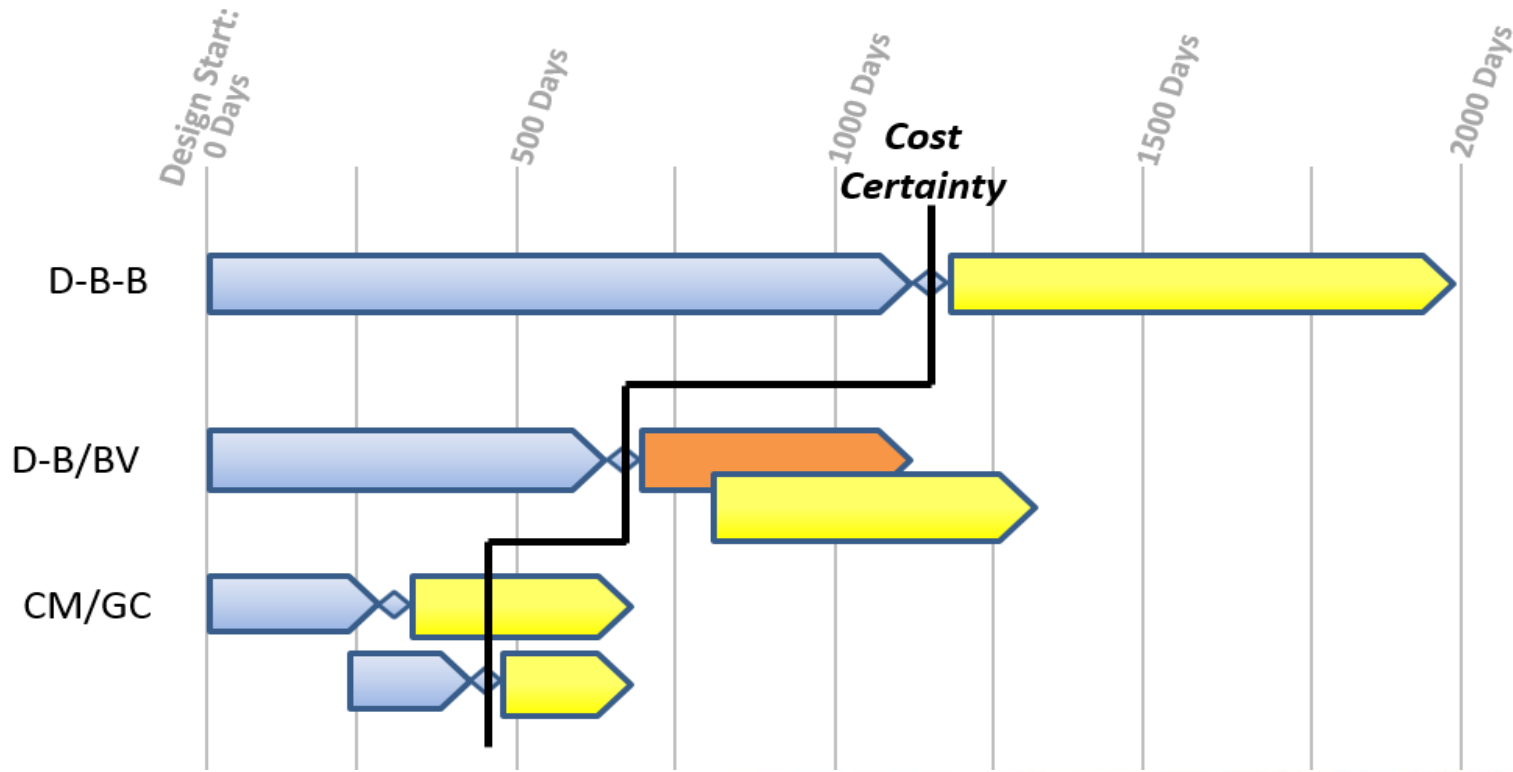 Design Start:
0 Days
500 Days
1000 Days
1500 Days
2000 Days
Cost
Certainty
D-B-B
D-B/BV
CM/GC